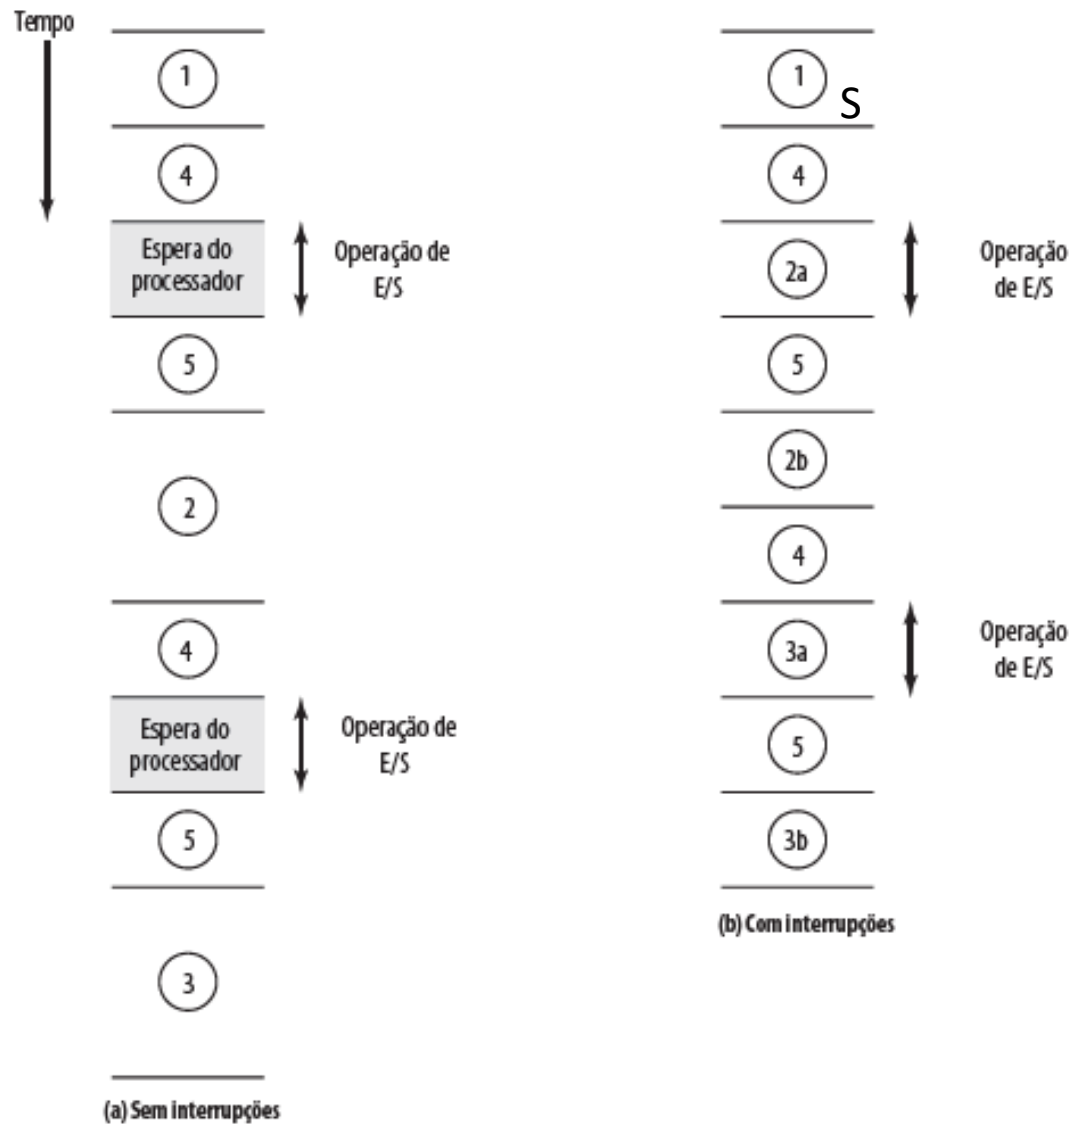 Tempo
1
4
Espera do
processador
Operação de
E/S
5
2
4
Espera do
processador
Operação de
E/S
5
3
(a) Sem interrupções
1
S
4
2a
Operação
de E/S
5
2b
4
3a
Operação
de E/S
5
3b
(b) Com interrupções